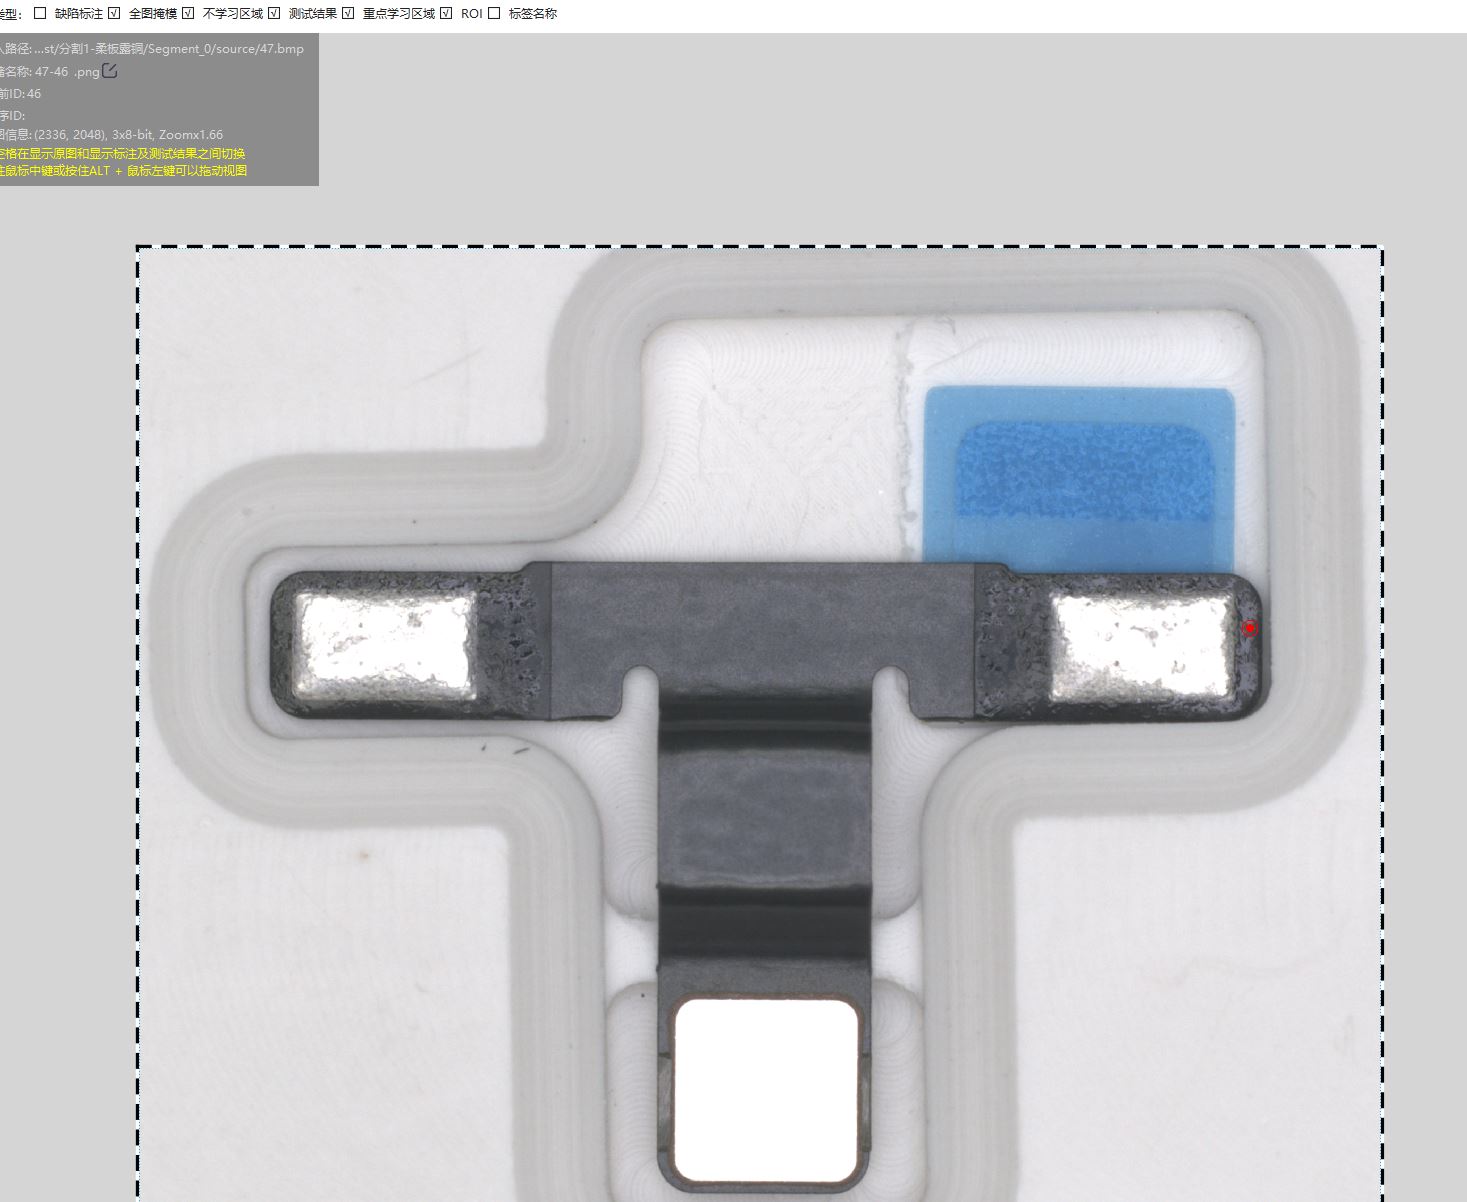 类型: 缺陷标注 全图掩模 不学习区域 测试结果 重点学习区域 ROI 标签名称
路径: ...st/分割1-柔板露铜/Segment_0/source/47.bmp
名称: 47-46 .png
前ID: 46
序ID:
图信息: (2336, 2048), 3x8-bit, Zoomx1.66
空格在显示原图和显示标注及测试结果之间切换
住鼠标中键或按住ALT + 鼠标左键可以拖动视图